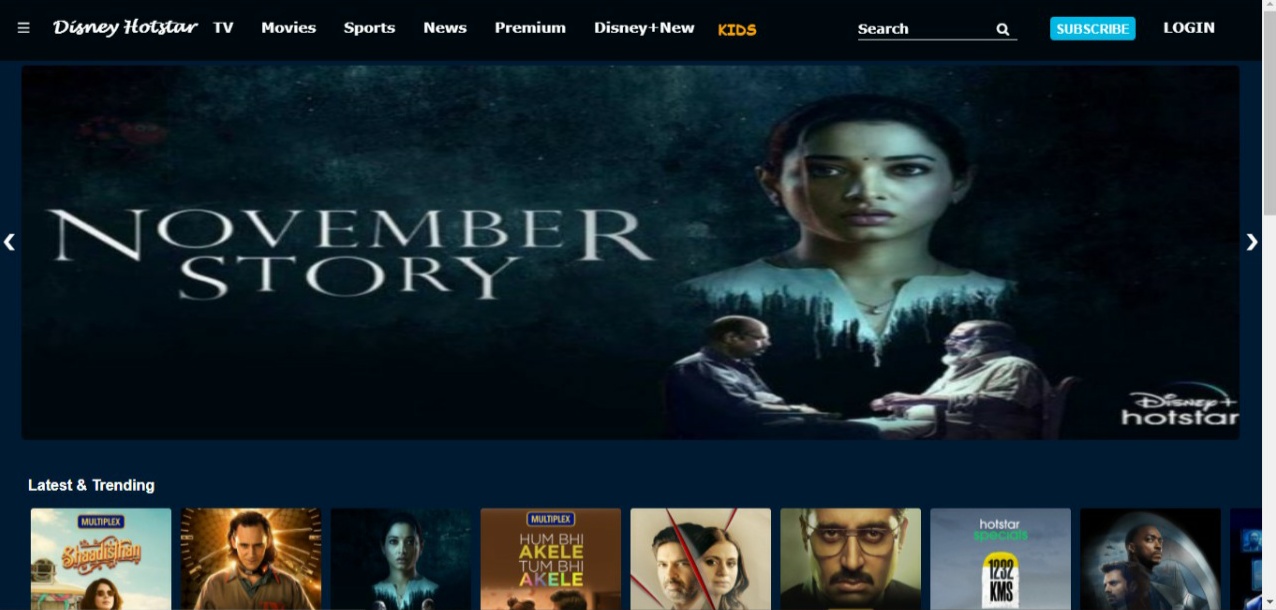 Disney Hotstar TV Movies Sports News Premium Disney+New KIDS Search SUBSCRIBE LOGIN
NOVEMBER
STORY
Disney+
hotstar
Latest & Trending
MULTIPLEX
Shaadisthan
MULTIPLEX
HUM BHI
AKELE
TUM BHI
AKELE
hotstar
specials
1232
KMS